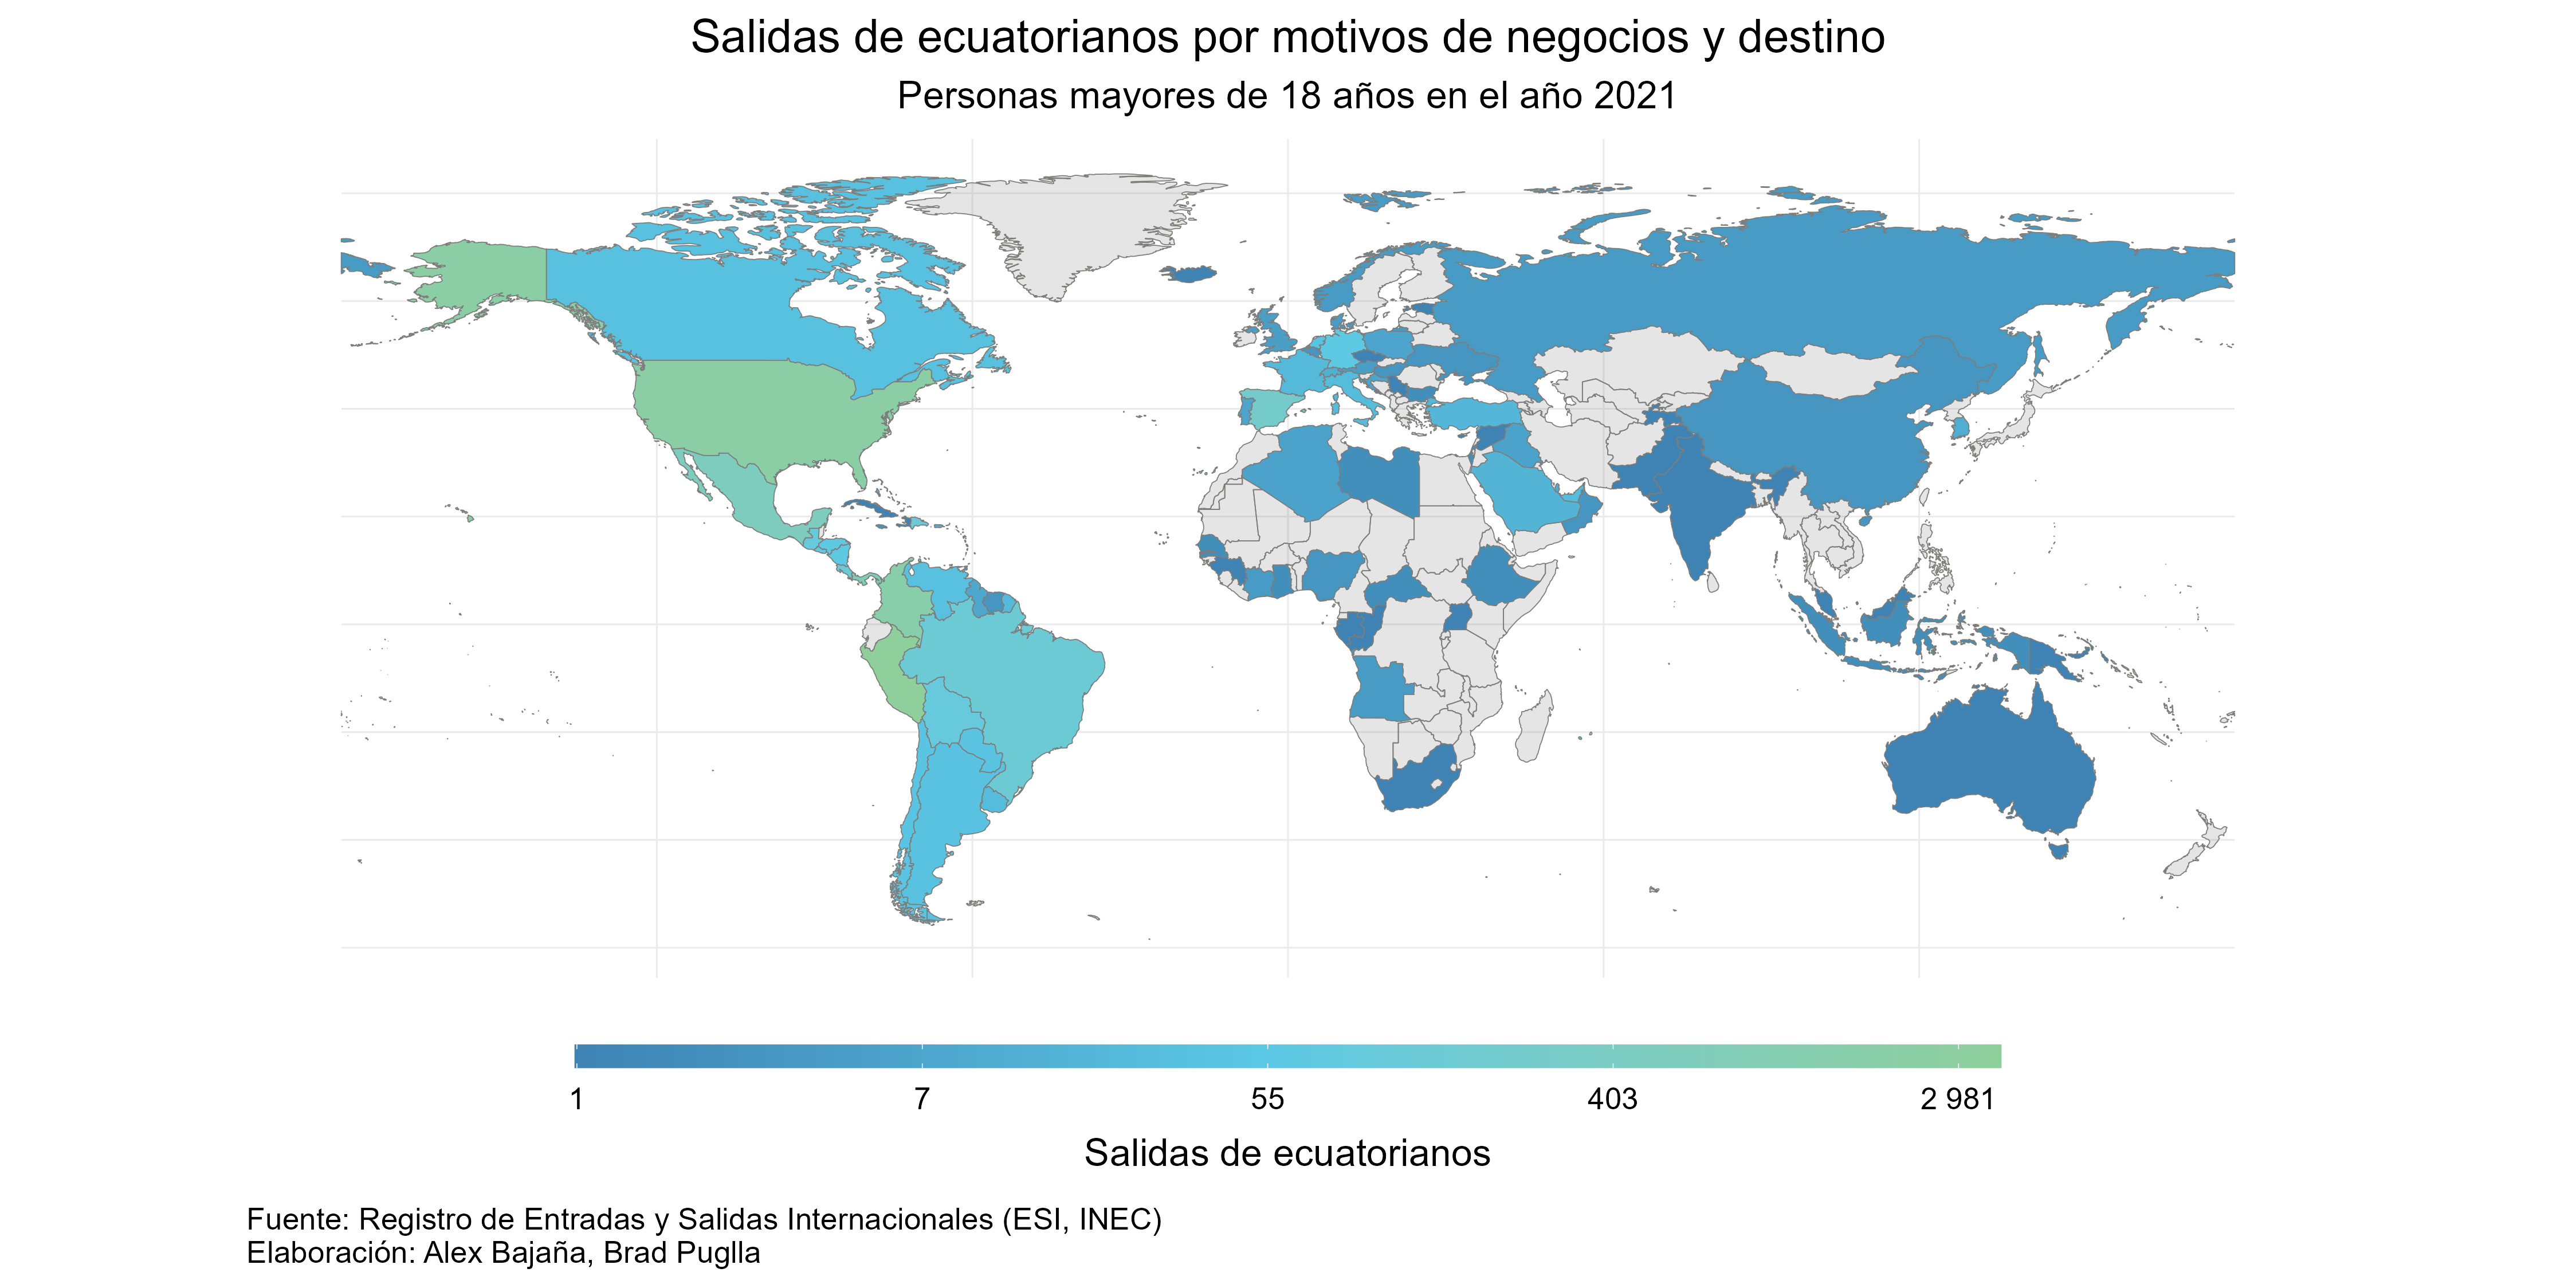 Salidas de ecuatorianos por motivos de negocios y destino
Personas mayores de 18 años en el año 2021
1 7 55 403 2 981
Salidas de ecuatorianos
Fuente: Registro de Entradas y Salidas Internacionales (ESI, INEC)
Elaboración: Alex Bajaña, Brad Puglla